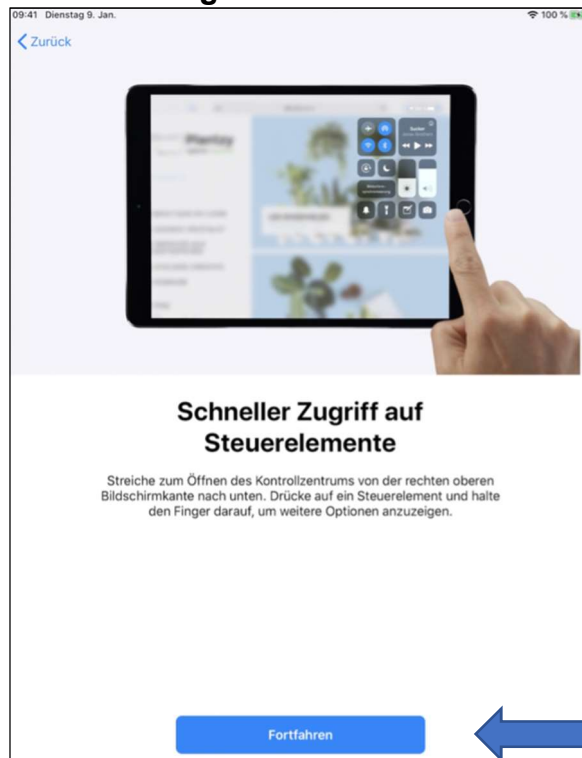 09:41 Dienstag 9. Jan.
100 %
Zurück
Schneller Zugriff auf
Steuerelemente
Streiche zum Öffnen des Kontrollzentrums von der rechten oberen
Bildschirmkante nach unten. Drücke auf ein Steuerelement und halte
den Finger darauf, um weitere Optionen anzuzeigen.
Fortfahren